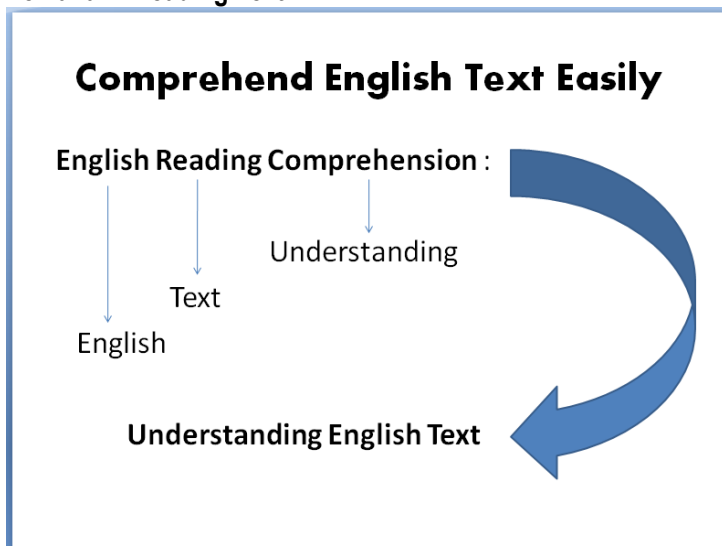 Comprehend English Text Easily
English Reading Comprehension :
Understanding
Text
English
Understanding English Text